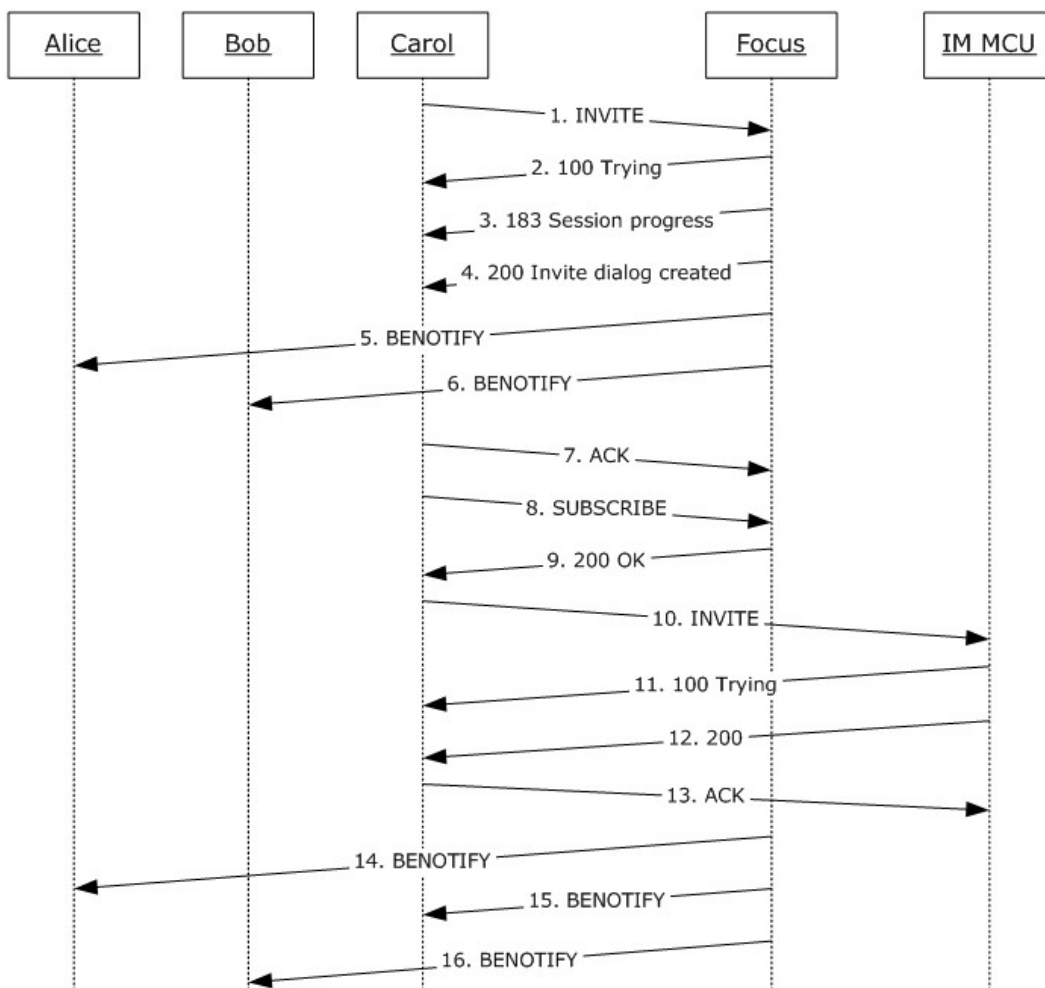 Alice
Bob
Carol
Focus
IM MCU
1. INVITE
2. 100 Trying
3. 183 Session progress
4. 200 Invite dialog created
5. BENOTIFY
6. BENOTIFY
7. ACK
8. SUBSCRIBE
9. 200 OK
10. INVITE
11. 100 Trying
12. 200
13. ACK
14. BENOTIFY
15. BENOTIFY
16. BENOTIFY